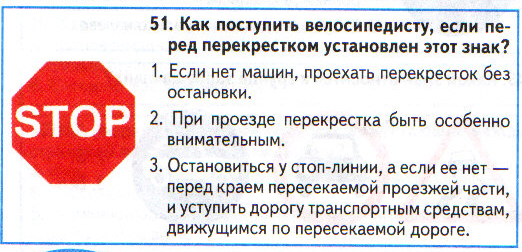 51. Как поступить велосипедисту, если пе-
ред перекрестком установлен этот знак?
1. Если нет машин, проехать перекресток без
остановки.
STOP
2. При проезде перекрестка быть особенно
внимательным.
3. Остановиться у стоп-линии, а если ее нет —
перед краем пересекаемой проезжей части,
и уступить дорогу транспортным средствам,
движущимся по пересекаемой дороге.